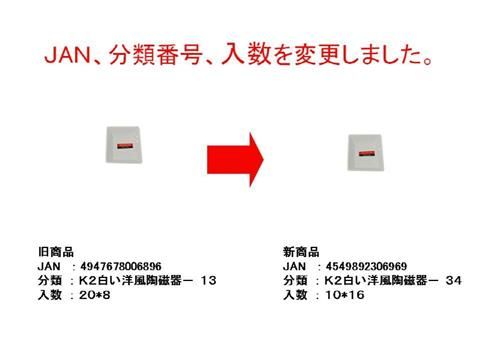 JAN、分類番号、入数を変更しました。
旧商品
JAN ：4947678006896
分類 ：K2白い洋風陶磁器－ 13
入数 ：20*8
新商品
JAN ：4549892306969
分類 ：K2白い洋風陶磁器－ 34
入数 ：10*16